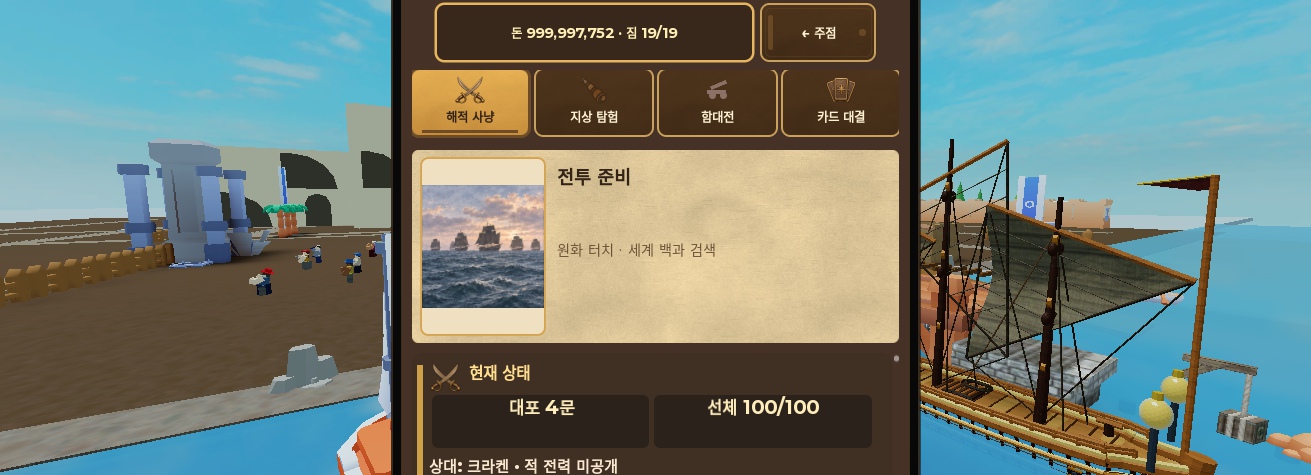 돈 999,997,752 · 짐 19/19
← 주점
해적 사냥
지상 탐험
함대전
카드 대결
전투 준비
원화 터치 · 세계 백과 검색
현재 상태
대포 4문
선체 100/100
상대: 크라켄 • 적 전력 미공개